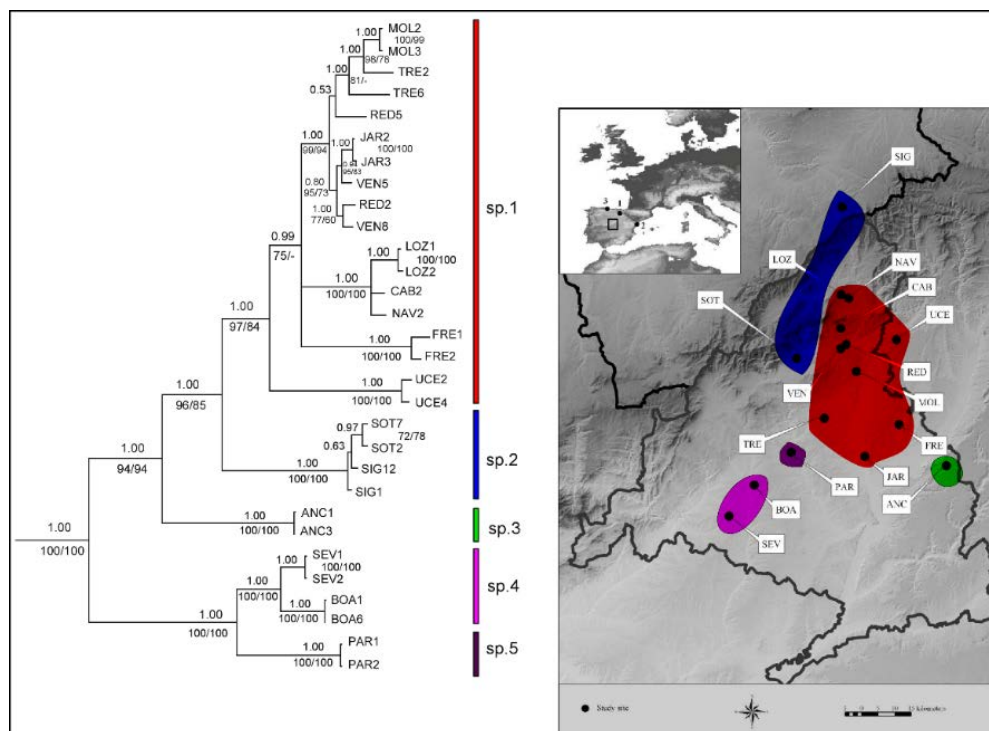 1.00
MOL2
100/99
MOL3
1.00
98/78
TRE2
1.00
81/-
TRE6
0.53
RED5
1.00
99/94
1.00
JAR2
100/100
JAR3
95/83
VEN5
0.80
95/73
1.00
77/60
RED2
VEN8
sp.1
0.99
75/-
1.00
100/100
LOZ1
100/100
LOZ2
CAB2
NAV2
1.00
97/84
1.00
100/100
FRE1
FRE2
1.00
100/100
UCE2
UCE4
1.00
96/85
0.97
SOT7
72/78
SOT2
0.63
SIG12
SIG1
1.00
100/100
sp.2
1.00
94/94
1.00
100/100
ANC1
ANC3
sp.3
1.00
100/100
1.00
SEV1
100/100
SEV2
1.00
100/100
1.00
100/100
BOA1
BOA6
sp.4
1.00
100/100
1.00
100/100
PAR1
PAR2
sp.5
3
1
2
SIG
LOZ
NAV
CAB
SOT
UCE
RED
VEN
MOL
TRE
FRE
PAR
JAR
ANC
BOA
SEV
Study site